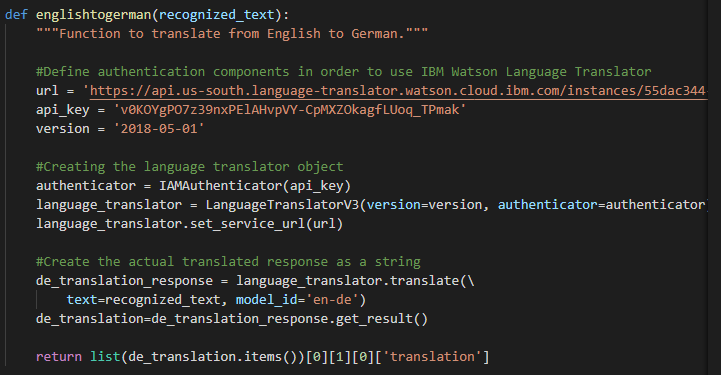 def englishtogerman(recognized_text):
"""Function to translate from English to German."""
#Define authentication components in order to use IBM Watson Language Translator
url = 'https://api.us-south.language-translator.watson.cloud.ibm.com/instances/55dac344-
api_key = 'v0KOYgPO7z39nxPElAHvpVY-CpMXZOkagfLUoq_TPmak'
version = '2018-05-01'
#Creating the language translator object
authenticator = IAMAuthenticator(api_key)
language_translator = LanguageTranslatorV3(version=version, authenticator=authenticator)
language_translator.set_service_url(url)
#Create the actual translated response as a string
de_translation_response = language_translator.translate(\
text=recognized_text, model_id='en-de')
de_translation=de_translation_response.get_result()
return list(de_translation.items())[0][1][0]['translation']